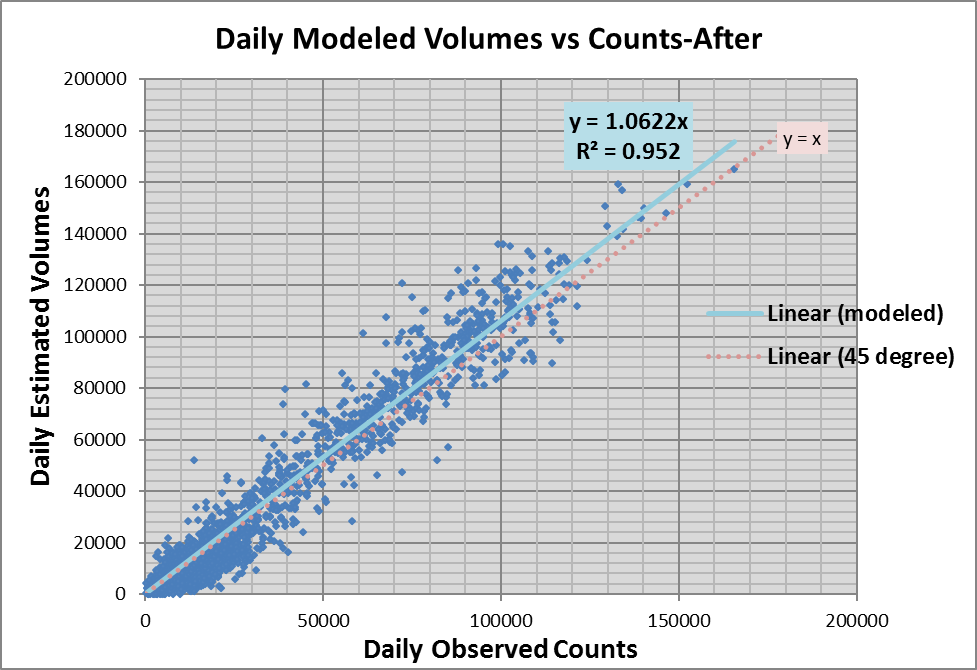 Daily Modeled Volumes vs Counts-After
200000
180000
160000
140000
120000
100000
80000
60000
40000
20000
0
Daily Estimated Volumes
y = 1.0622x
R² = 0.952
y = x
Linear (modeled)
Linear (45 degree)
0 50000 100000 150000 200000
Daily Observed Counts